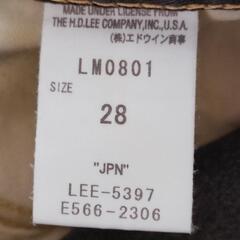 MADE UNDER LICENSE FROM
THE H.D.LEE COMPANY,INC.,U.S.A.
(株)エドウイン商事
LM0801
SIZE
28
"JPN"
LEE-5397
E566-2306